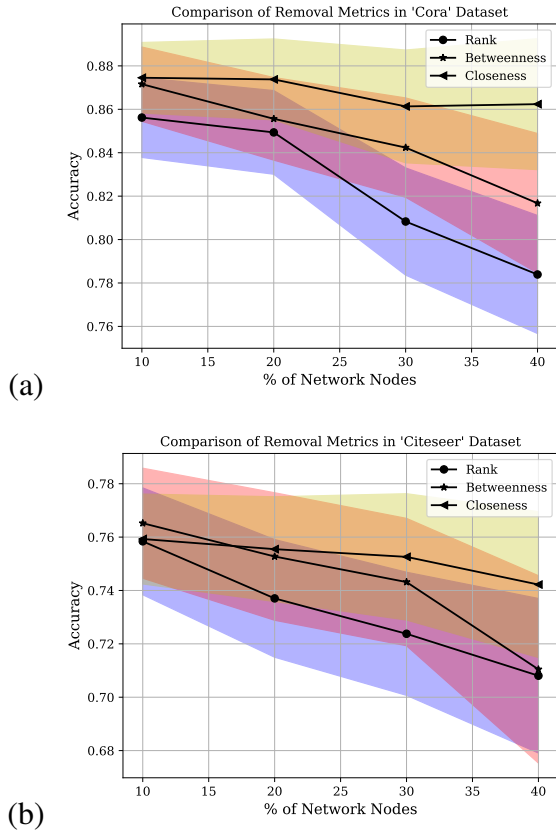 Comparison of Removal Metrics in 'Cora' Dataset
Rank
Betweenness
Closeness
0.88
0.86
0.84
0.82
0.80
0.78
0.76
Accuracy
10 15 20 25 30 35 40
% of Network Nodes
(a)
Comparison of Removal Metrics in 'Citeseer' Dataset
Rank
Betweenness
Closeness
0.78
0.76
0.74
0.72
0.70
0.68
Accuracy
10 15 20 25 30 35 40
% of Network Nodes
(b)